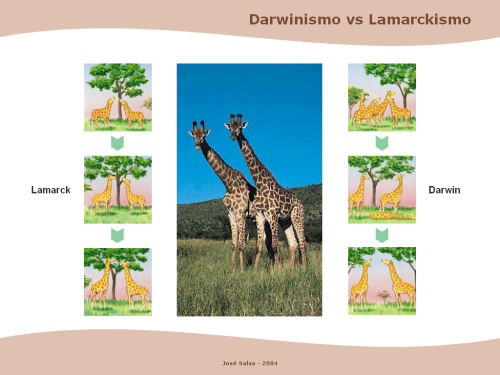 Darwinismo vs Lamarckismo
Lamarck
Darwin
José Salsa - 2004